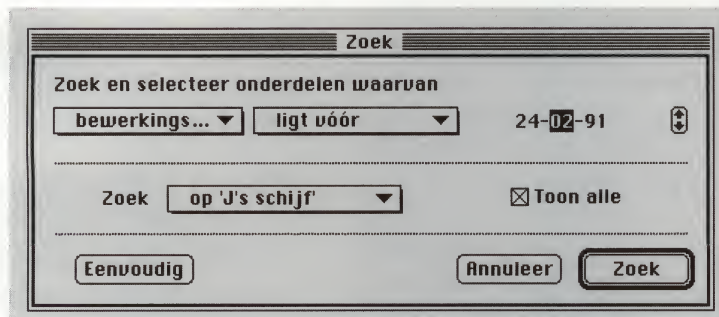 Zoek
Zoek en selecteer onderdelen waarvan
bewerkings... ligt vóór 24-02-91
Zoek op 'J's schijf' Toon alle
Eenvoudig Annuleer Zoek